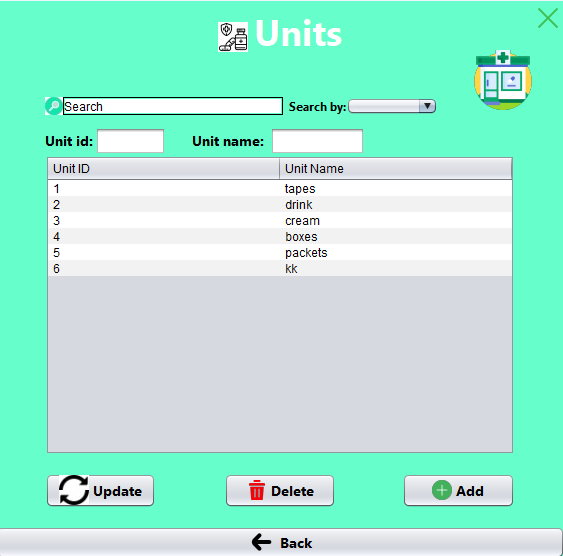 Units
Search Search by:
Unit id: Unit name:
Unit ID Unit Name
1 tapes
2 drink
3 cream
4 boxes
5 packets
6 kk
Update Delete Add
Back